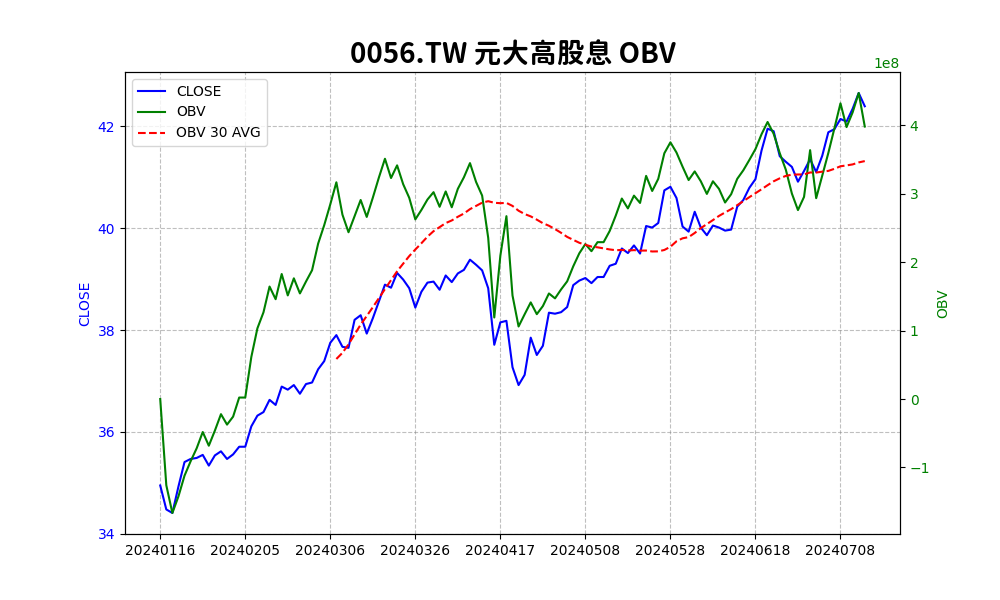 0056.TW 元大高股息 OBV
1e8
CLOSE
OBV
OBV 30 AVG
42
40
38
36
34
CLOSE
4
3
2
1
0
−1
OBV
20240116 20240205 20240306 20240326 20240417 20240508 20240528 20240618 20240708